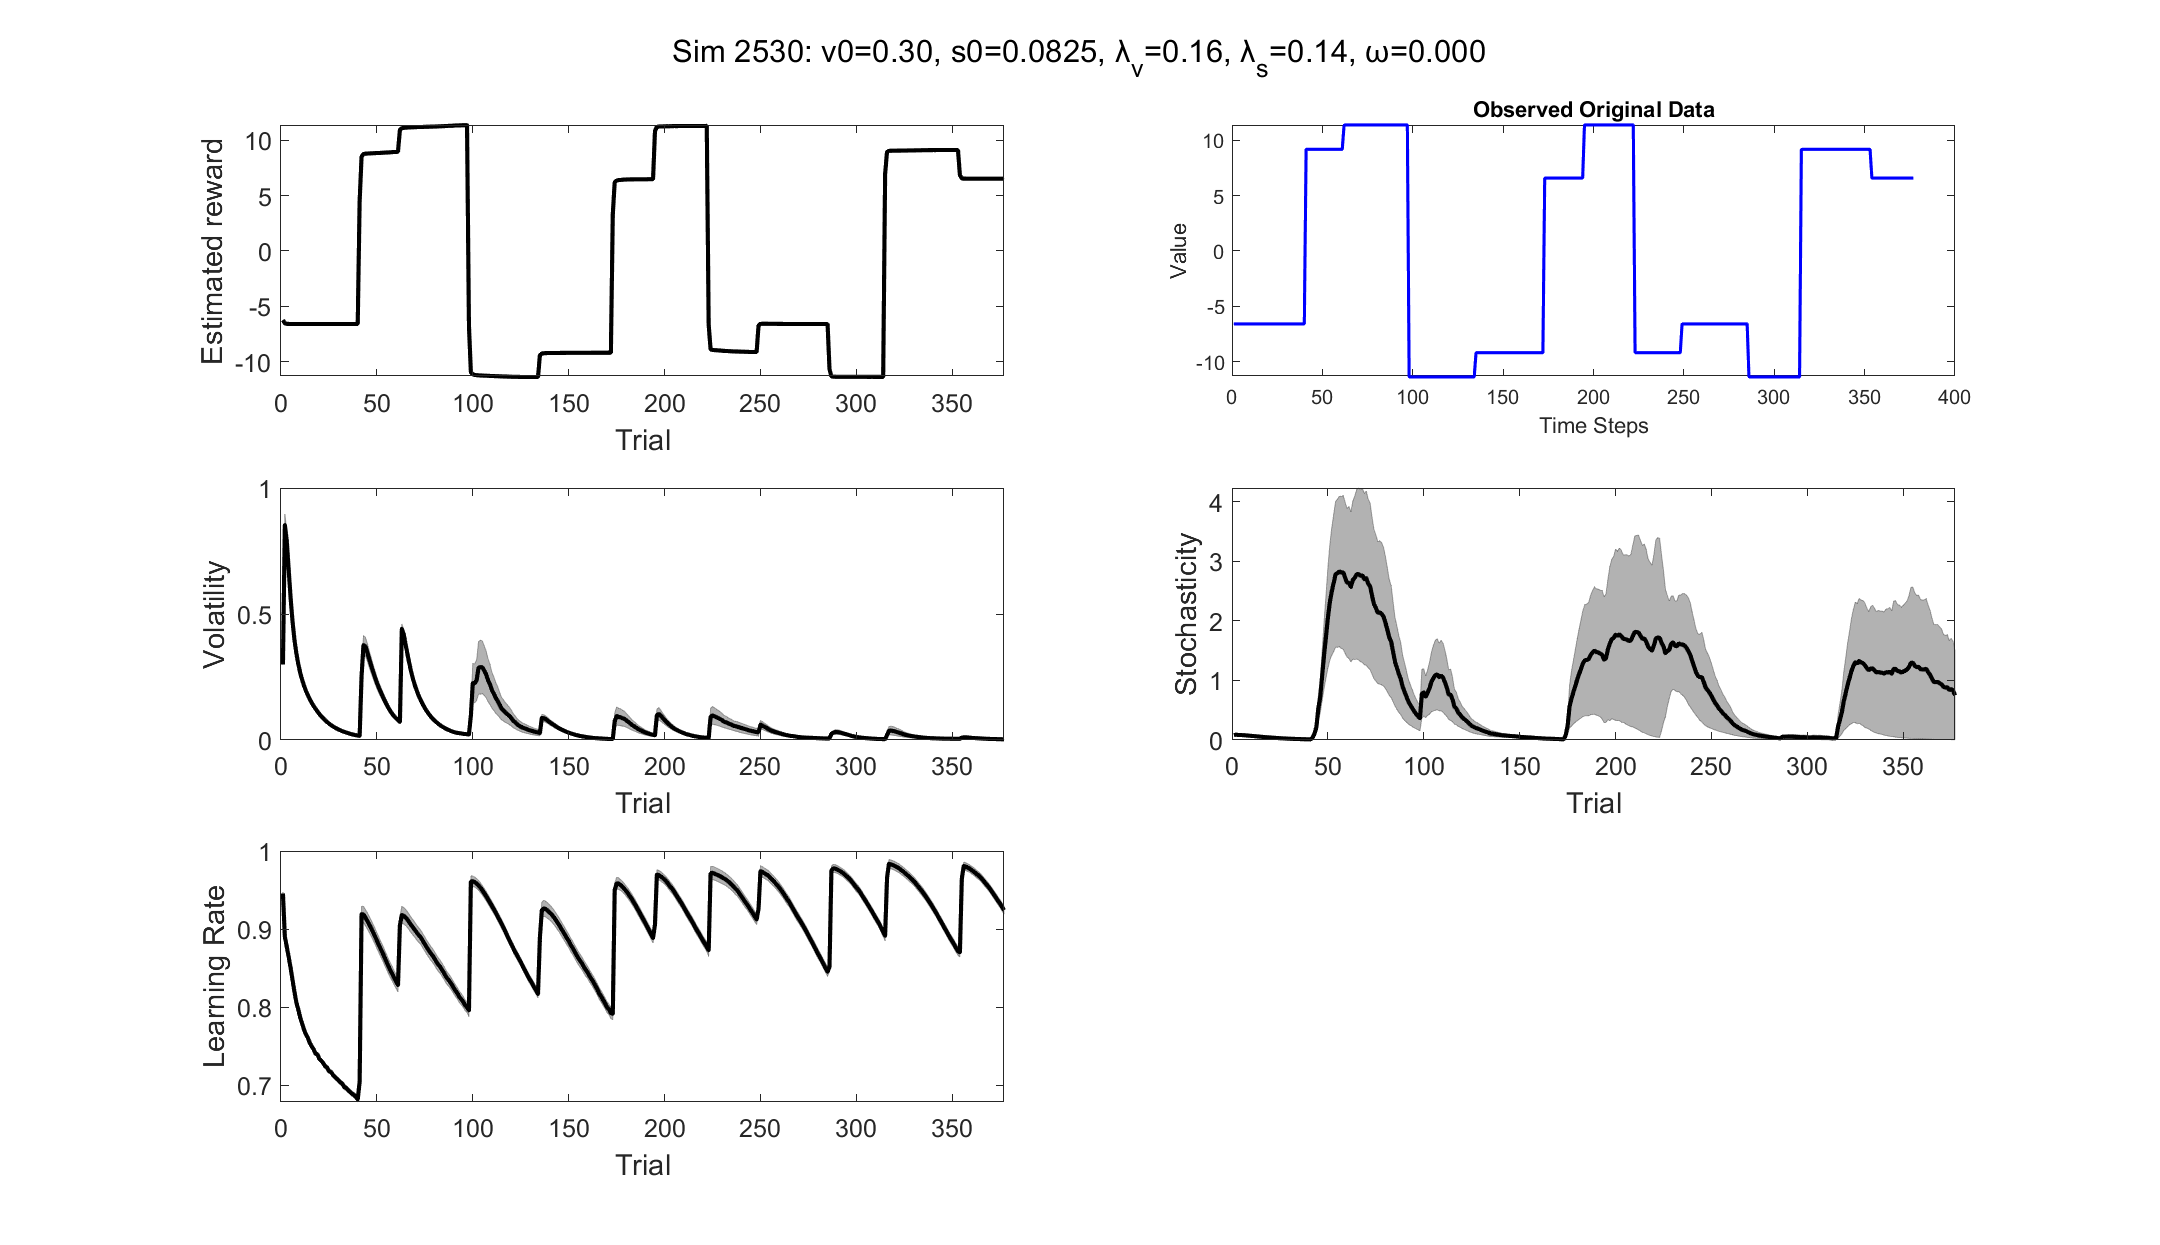 Sim 2530: v0=0.30, s0=0.0825, λ_v=0.16, λ_s=0.14, ω=0.000
Estimated reward
10
5
0
-5
-10
0 50 100 150 200 250 300 350
Trial
Observed Original Data
Value
10
5
0
-5
-10
0 50 100 150 200 250 300 350 400
Time Steps
Volatility
1
0.5
0
0 50 100 150 200 250 300 350
Trial
Stochasticity
4
3
2
1
0
0 50 100 150 200 250 300 350
Trial
Learning Rate
1
0.9
0.8
0.7
0 50 100 150 200 250 300 350
Trial